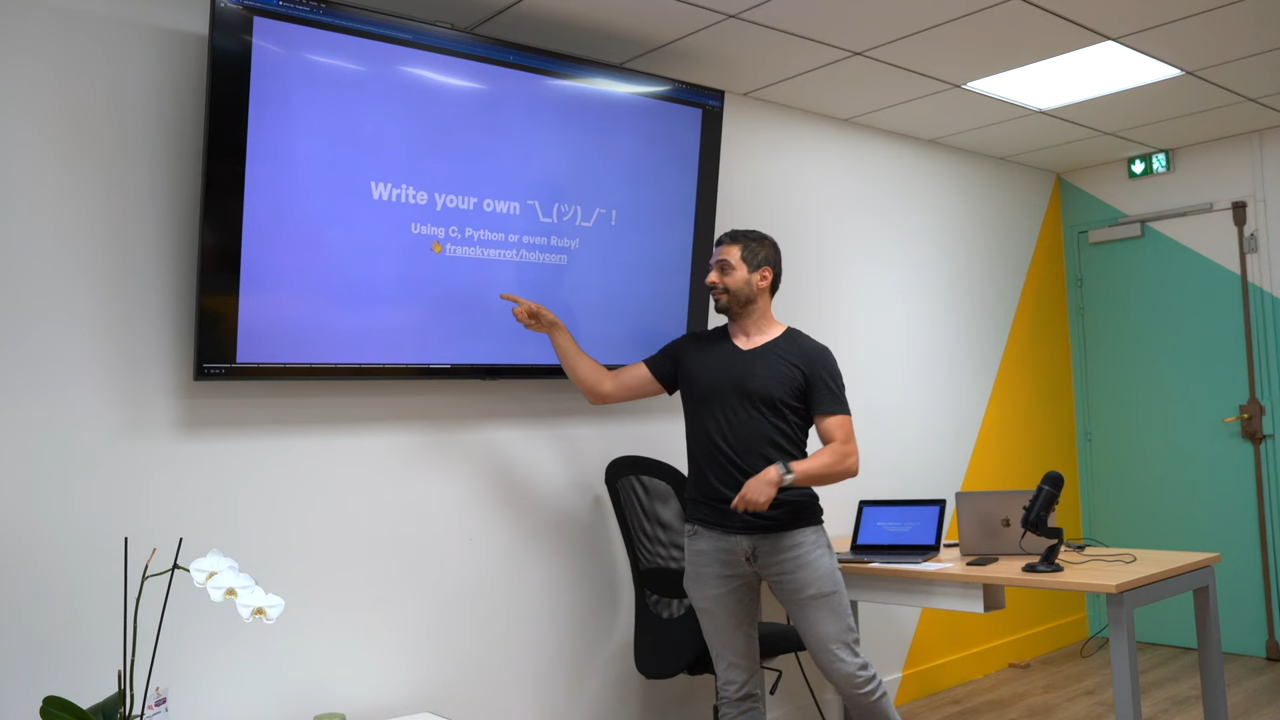 Write your own ¯\_(ツ)_/¯ !
Using C, Python or even Ruby!
👋 franckverrot/holycorn